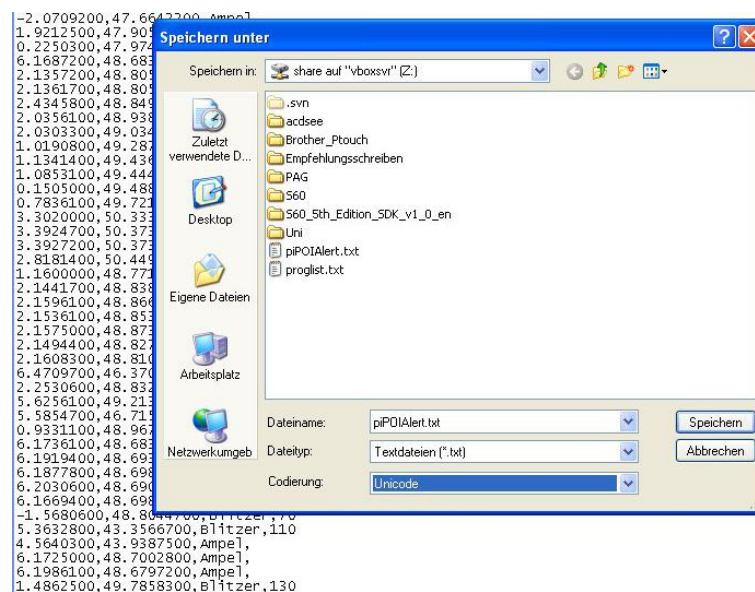 -2.0709200,47.6642200,Ampel
1.9212500,47.905
0.2250300,47.974
6.1687200,48.683
2.1357200,48.805
2.1361700,48.805
2.4345800,48.849
2.0356100,48.938
2.0303300,49.034
1.0190800,49.287
1.1341400,49.436
1.0853100,49.444
0.1505000,49.488
0.7836100,49.721
3.3020000,50.333
3.3924700,50.373
3.3927200,50.373
2.8181400,50.449
1.1600000,48.771
2.1441700,48.838
2.1596100,48.866
2.1536100,48.853
2.1575000,48.873
2.1494400,48.827
2.1608300,48.810
6.4709700,46.370
2.2530600,48.832
5.6256100,49.213
5.5854700,46.715
0.9331100,48.967
6.1736100,48.683
6.1919400,48.693
6.1877800,48.698
6.2030600,48.690
6.1669400,48.698
-1.5680600,48.8044700,Blitzer,70
5.3632800,43.3566700,Blitzer,110
4.5640300,43.9387500,Ampel,
6.1725000,48.7002800,Ampel,
6.1986100,48.6797200,Ampel,
1.4862500,49.7858300,Blitzer,130
Speichern unter
Speichern in: share auf "vboxsvr" (Z:)
Zuletzt
verwendete D...
Desktop
Eigene Dateien
Arbeitsplatz
Netzwerkumgeb
.svn
acdsee
Brother_Ptouch
Empfehlungsschreiben
PAG
S60
S60_5th_Edition_SDK_v1_0_en
Uni
piPOIAlert.txt
proglist.txt
Dateiname: piPOIAlert.txt Speichern
Dateityp: Textdateien (*.txt) Abbrechen
Codierung: Unicode